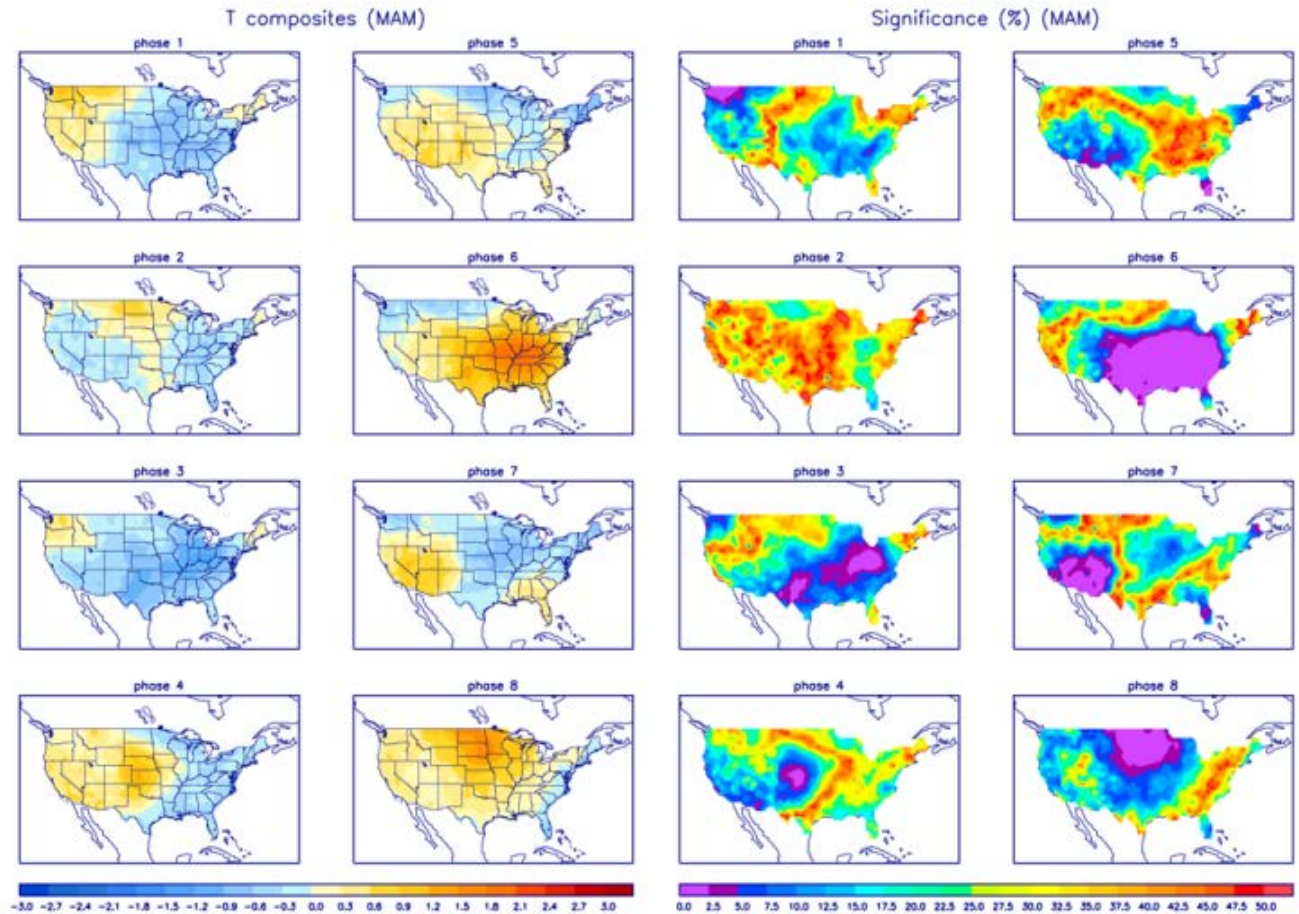 T composites (MAM) Significance (%) (MAM)
phase 1 phase 5 phase 1 phase 5
phase 2 phase 6 phase 2 phase 6
phase 3 phase 7 phase 3 phase 7
phase 4 phase 8 phase 4 phase 8
-3.0 -2.7 -2.4 -2.1 -1.8 -1.5 -1.2 -0.9 -0.6 -0.3 0.0 0.3 0.6 0.9 1.2 1.5 1.8 2.1 2.4 2.7 3.0 0.0 2.5 5.0 7.5 10.0 12.5 15.0 17.5 20.0 22.5 25.0 27.5 30.0 32.5 35.0 37.5 40.0 42.5 45.0 47.5 50.0